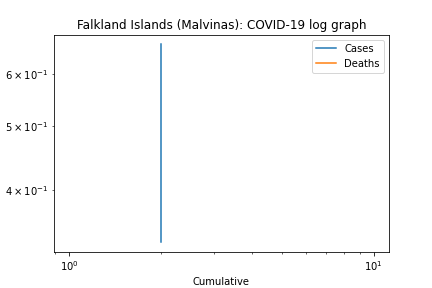 Falkland Islands (Malvinas): COVID-19 log graph
Cases
Deaths
6 × 10⁻¹
5 × 10⁻¹
4 × 10⁻¹
10⁰
10¹
Cumulative